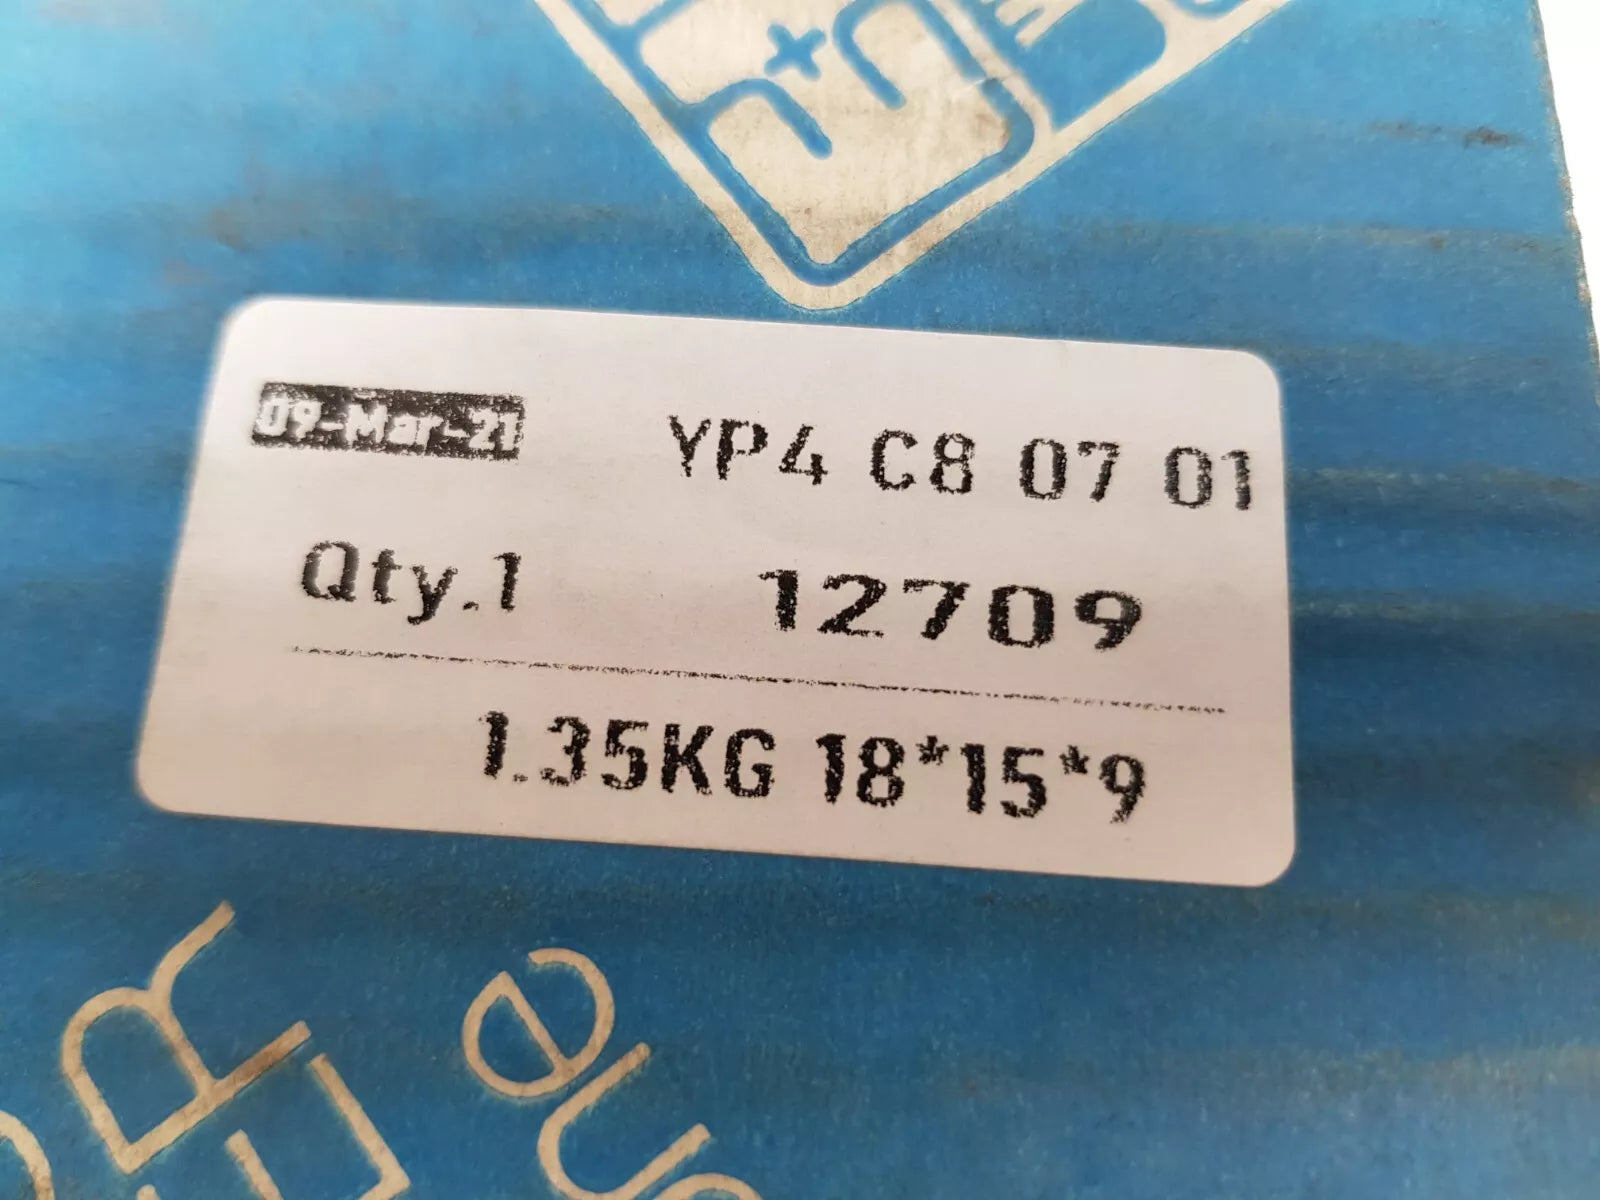 09-Mar-21 YP4 C8 07 01
Qty.1 12709
1.35KG 18*15*9